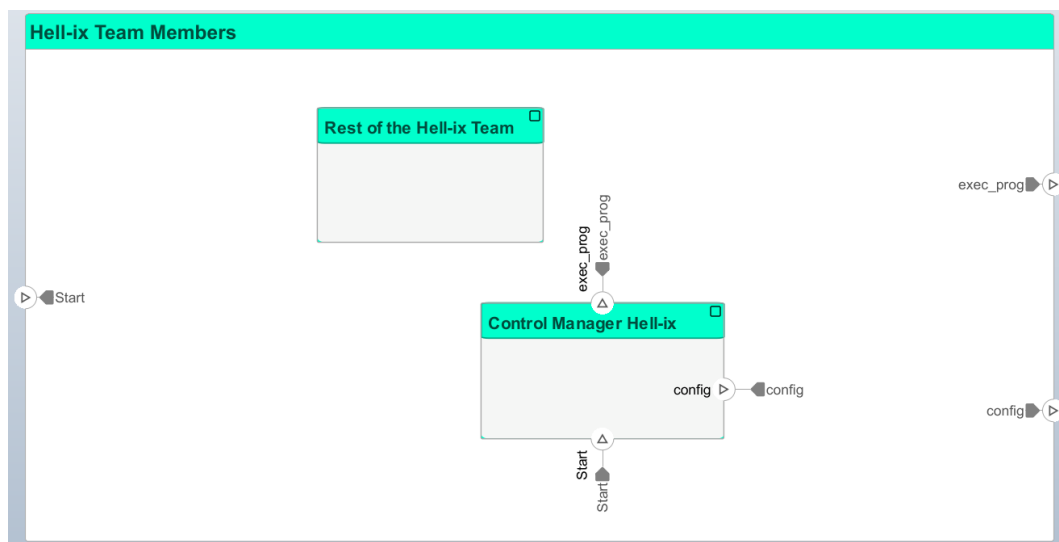 Hell-ix Team Members
Rest of the Hell-ix Team
exec_prog
exec_prog
exec_prog
Start
Control Manager Hell-ix
config
config
config
Start
Start